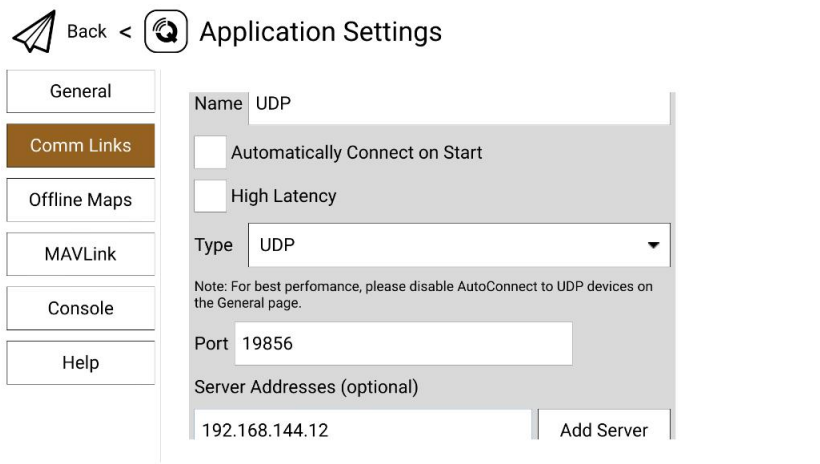 Back < Application Settings
General
Comm Links
Offline Maps
MAVLink
Console
Help
Name UDP
Automatically Connect on Start
High Latency
Type UDP
Note: For best perfomance, please disable AutoConnect to UDP devices on
the General page.
Port 19856
Server Addresses (optional)
192.168.144.12 Add Server